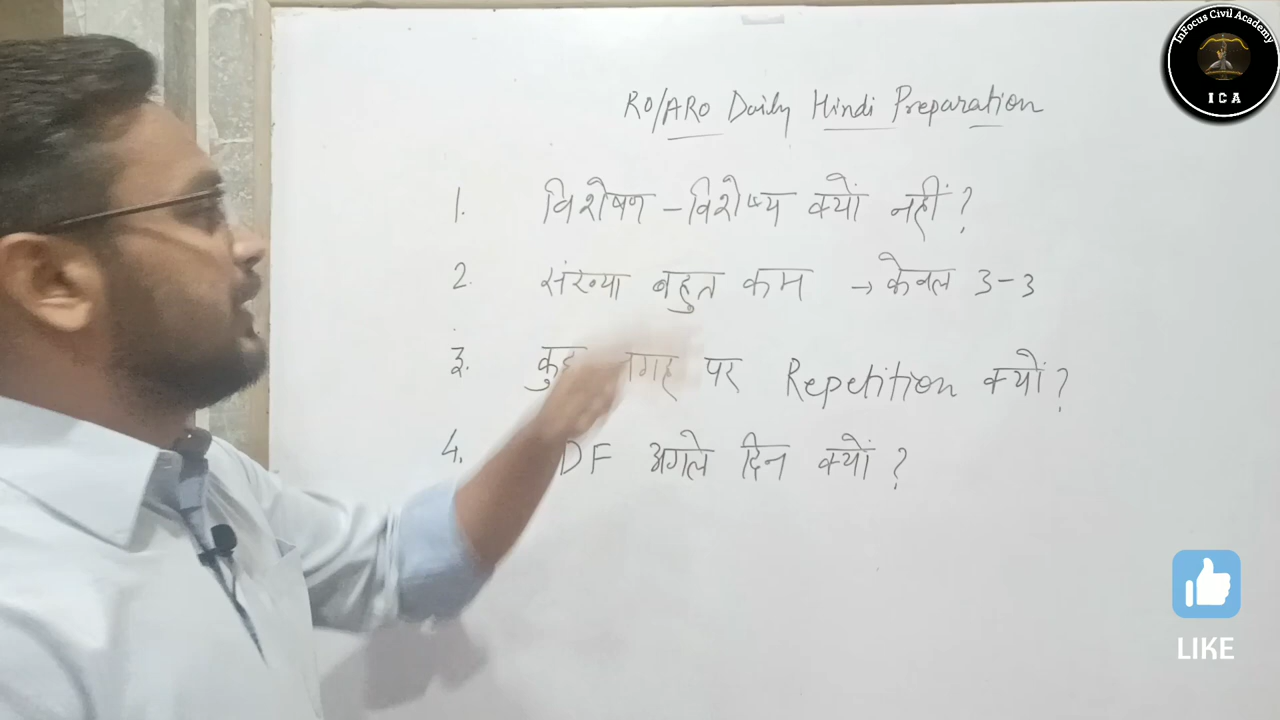 InFocus Civil Academy
ICA
RO/ARO Daily Hindi Preparation
1. विशेषण - विशेष्य क्यों नहीं ?
2. संख्या बहुत कम → केवल 3-3
3. पर Repetition क्यों ?
4. DF अगले दिन क्यों ?
LIKE